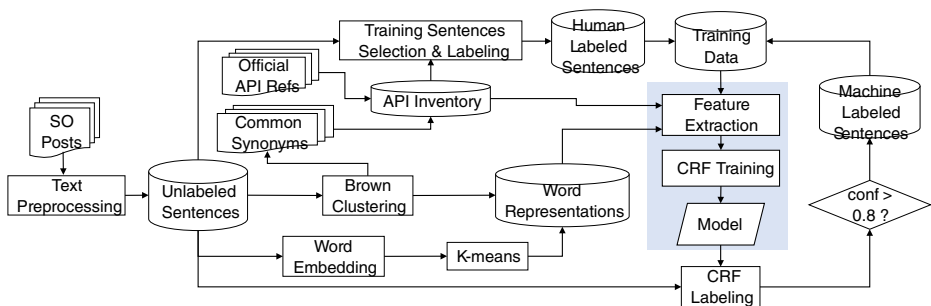 Training Sentences
Selection & Labeling
Human
Labeled
Sentences
Training
Data
Official
API Refs
API Inventory
Machine
Labeled
Sentences
SO
Posts
Common
Synonyms
Feature
Extraction
CRF Training
Text
Preprocessing
Unlabeled
Sentences
Brown
Clustering
Word
Representations
Model
conf >
0.8 ?
Word
Embedding
K-means
CRF
Labeling